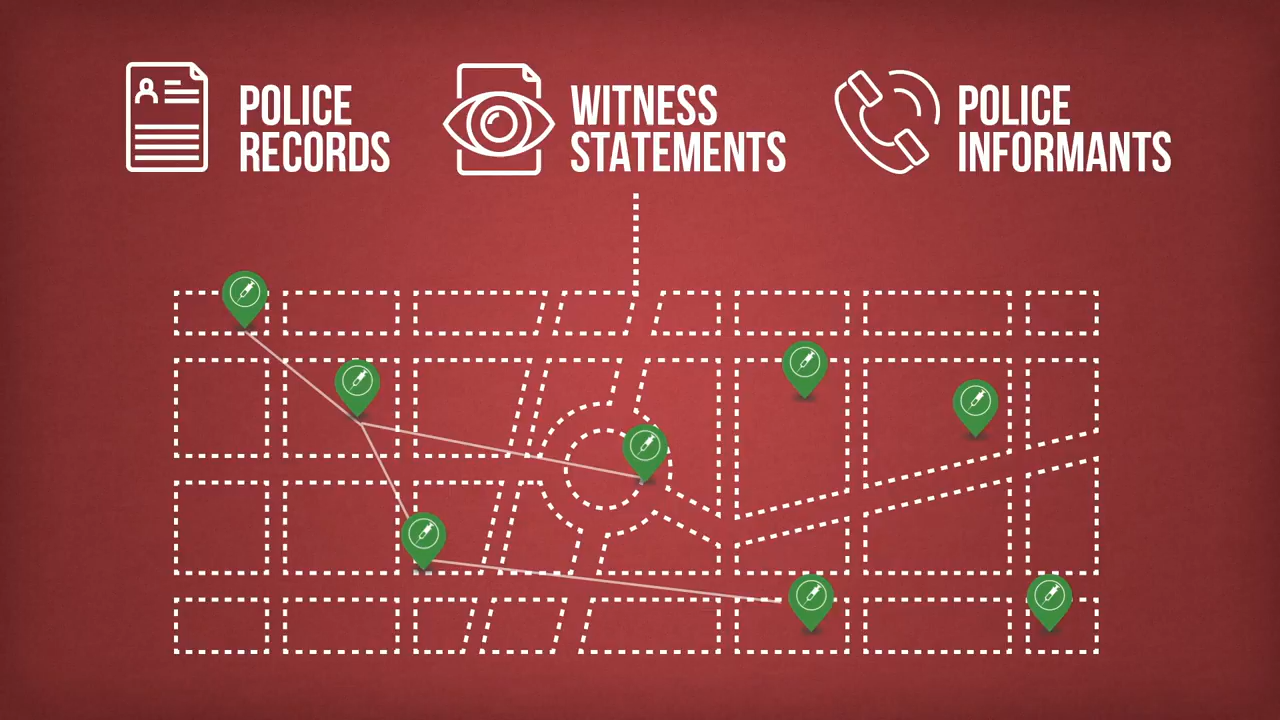 POLICE
RECORDS
WITNESS
STATEMENTS
POLICE
INFORMANTS